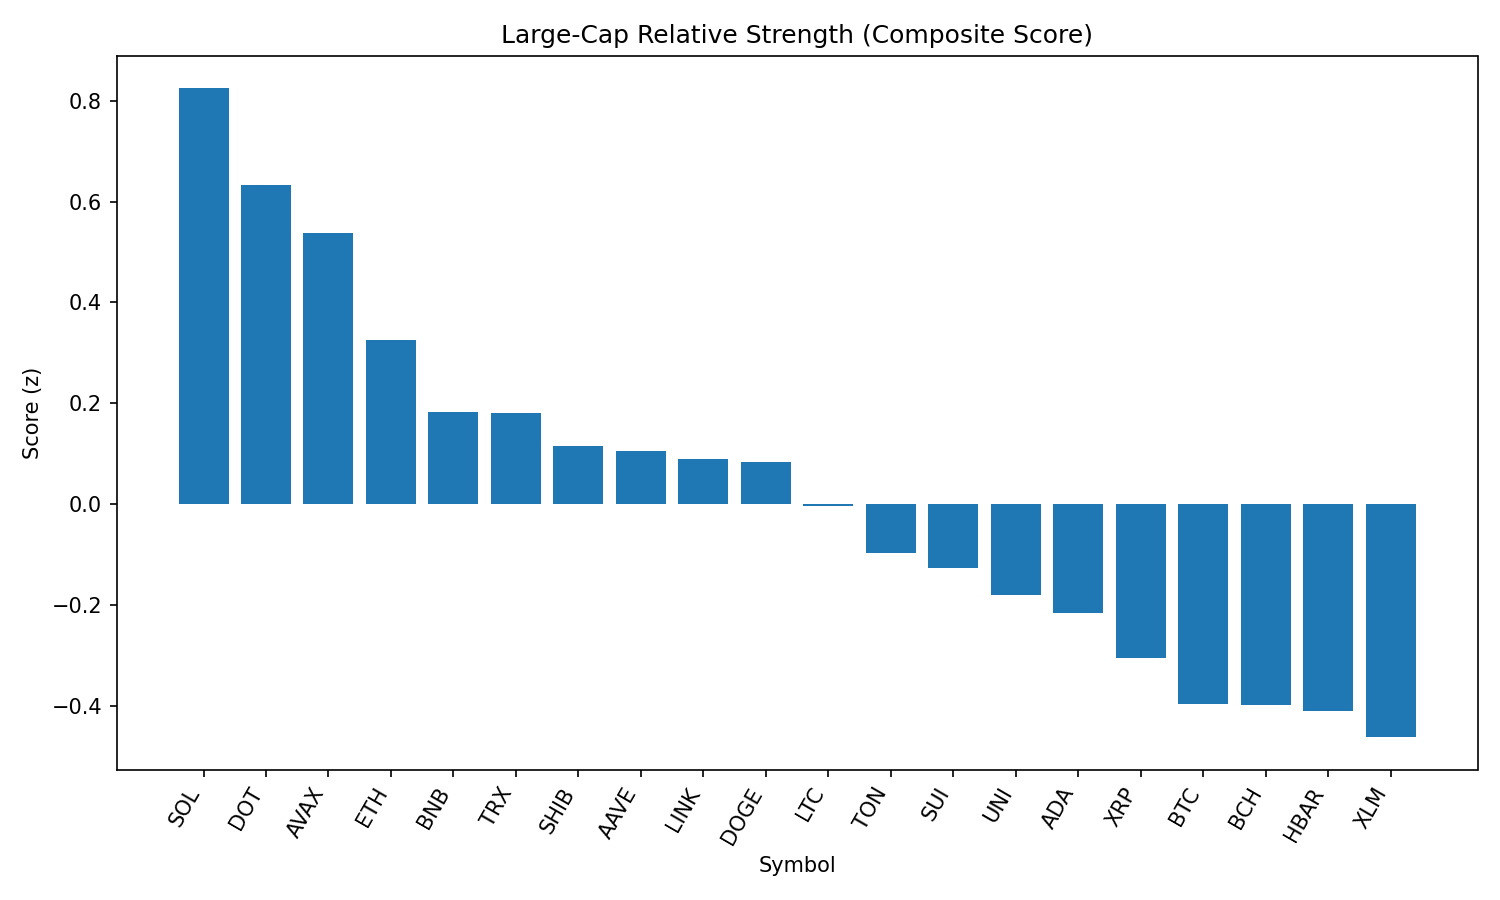 Large-Cap Relative Strength (Composite Score)
Score (z)
0.8
0.6
0.4
0.2
0.0
−0.2
−0.4
SOL
DOT
AVAX
ETH
BNB
TRX
SHIB
AAVE
LINK
DOGE
LTC
TON
SUI
UNI
ADA
XRP
BTC
BCH
HBAR
XLM
Symbol